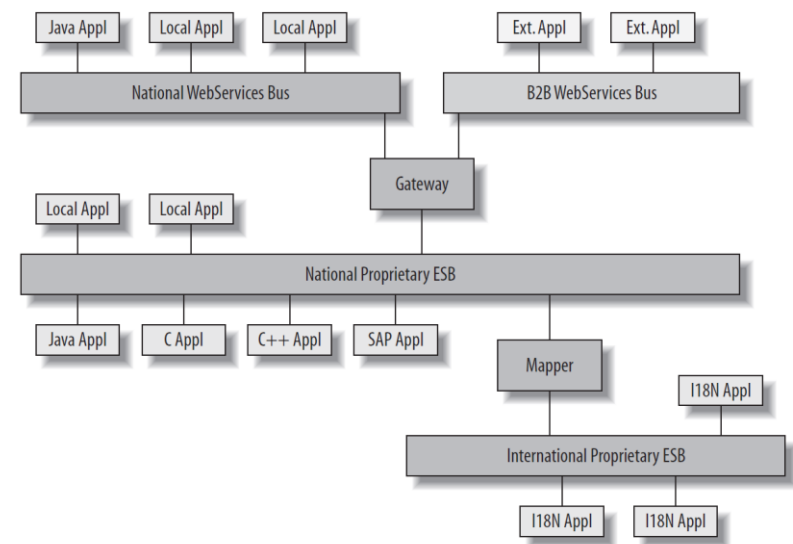 Java Appl
Local Appl
Local Appl
Ext. Appl
Ext. Appl
National WebServices Bus
B2B WebServices Bus
Gateway
Local Appl
Local Appl
National Proprietary ESB
Java Appl
C Appl
C++ Appl
SAP Appl
Mapper
I18N Appl
International Proprietary ESB
I18N Appl
I18N Appl